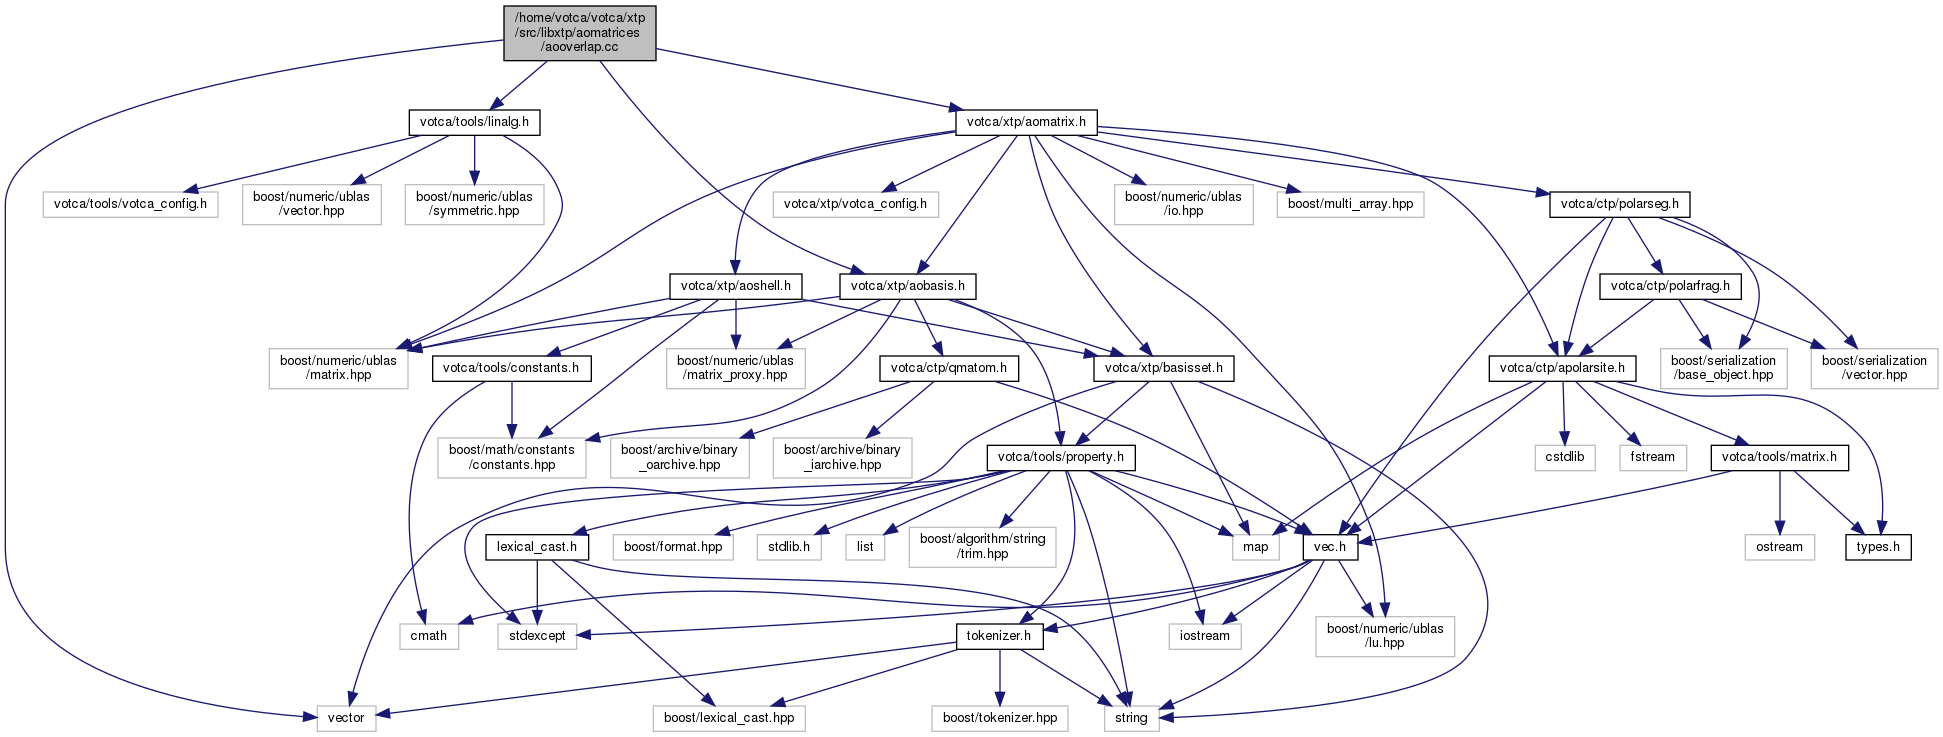 /home/votca/votca/xtp
/src/libxtp/aomatrices
/aooverlap.cc
votca/tools/linalg.h
votca/xtp/aomatrix.h
votca/tools/votca_config.h
boost/numeric/ublas
/vector.hpp
boost/numeric/ublas
/symmetric.hpp
votca/xtp/votca_config.h
boost/numeric/ublas
/io.hpp
boost/multi_array.hpp
votca/ctp/polarseg.h
votca/xtp/aoshell.h
votca/xtp/aobasis.h
votca/ctp/polarfrag.h
boost/numeric/ublas
/matrix.hpp
votca/tools/constants.h
boost/numeric/ublas
/matrix_proxy.hpp
votca/ctp/qmatom.h
votca/xtp/basisset.h
votca/ctp/apolarsite.h
boost/serialization
/base_object.hpp
boost/serialization
/vector.hpp
boost/math/constants
/constants.hpp
boost/archive/binary
_oarchive.hpp
boost/archive/binary
_iarchive.hpp
votca/tools/property.h
cstdlib
fstream
votca/tools/matrix.h
lexical_cast.h
boost/format.hpp
stdlib.h
list
boost/algorithm/string
/trim.hpp
map
vec.h
ostream
types.h
cmath
stdexcept
tokenizer.h
iostream
boost/numeric/ublas
/lu.hpp
vector
boost/lexical_cast.hpp
boost/tokenizer.hpp
string